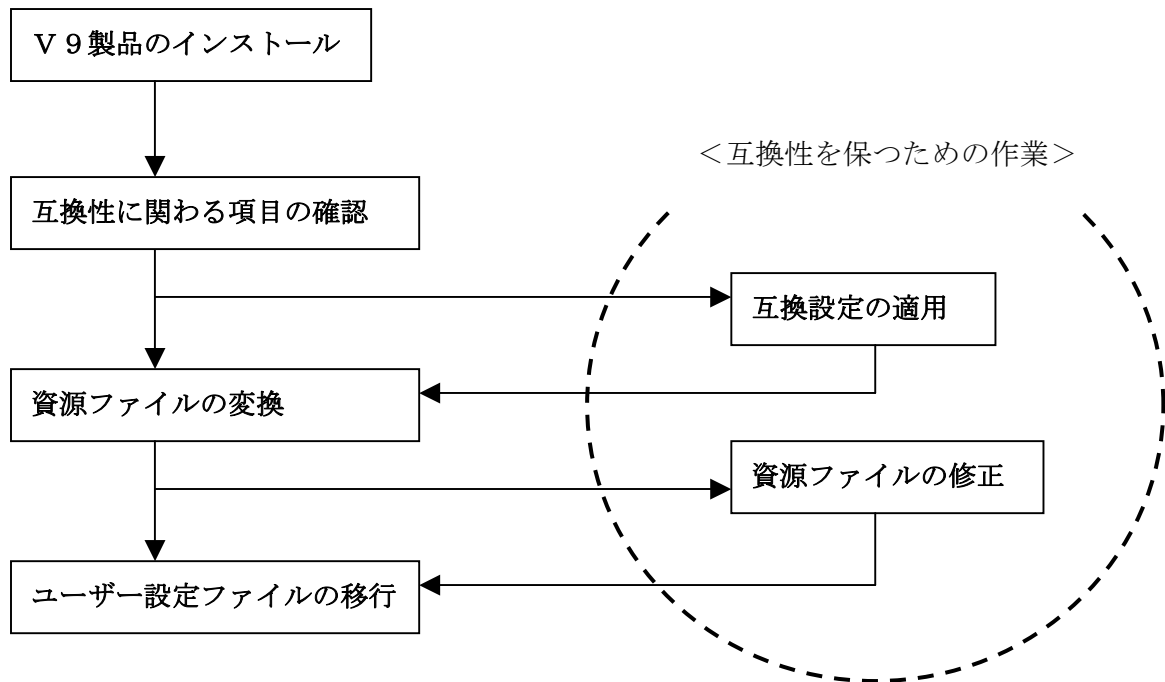 Ｖ９製品のインストール
＜互換性を保つための作業＞
互換性に関わる項目の確認
互換設定の適用
資源ファイルの変換
資源ファイルの修正
ユーザー設定ファイルの移行